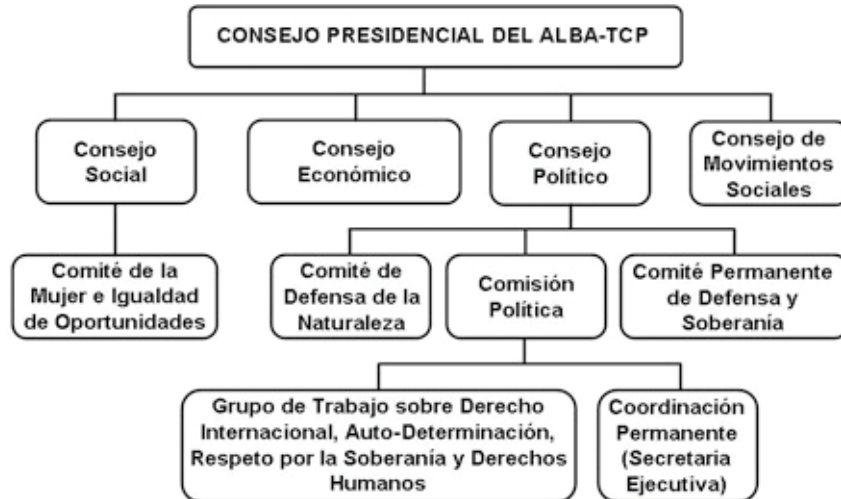 CONSEJO PRESIDENCIAL DEL ALBA-TCP
Consejo
Social
Consejo
Económico
Consejo
Político
Consejo de
Movimientos
Sociales
Comité de la
Mujer e Igualdad
de Oportunidades
Comité de
Defensa de la
Naturaleza
Comisión
Política
Comité Permanente
de Defensa y
Soberanía
Grupo de Trabajo sobre Derecho
Internacional, Auto-Determinación,
Respeto por la Soberanía y Derechos
Humanos
Coordinación
Permanente
(Secretaria
Ejecutiva)